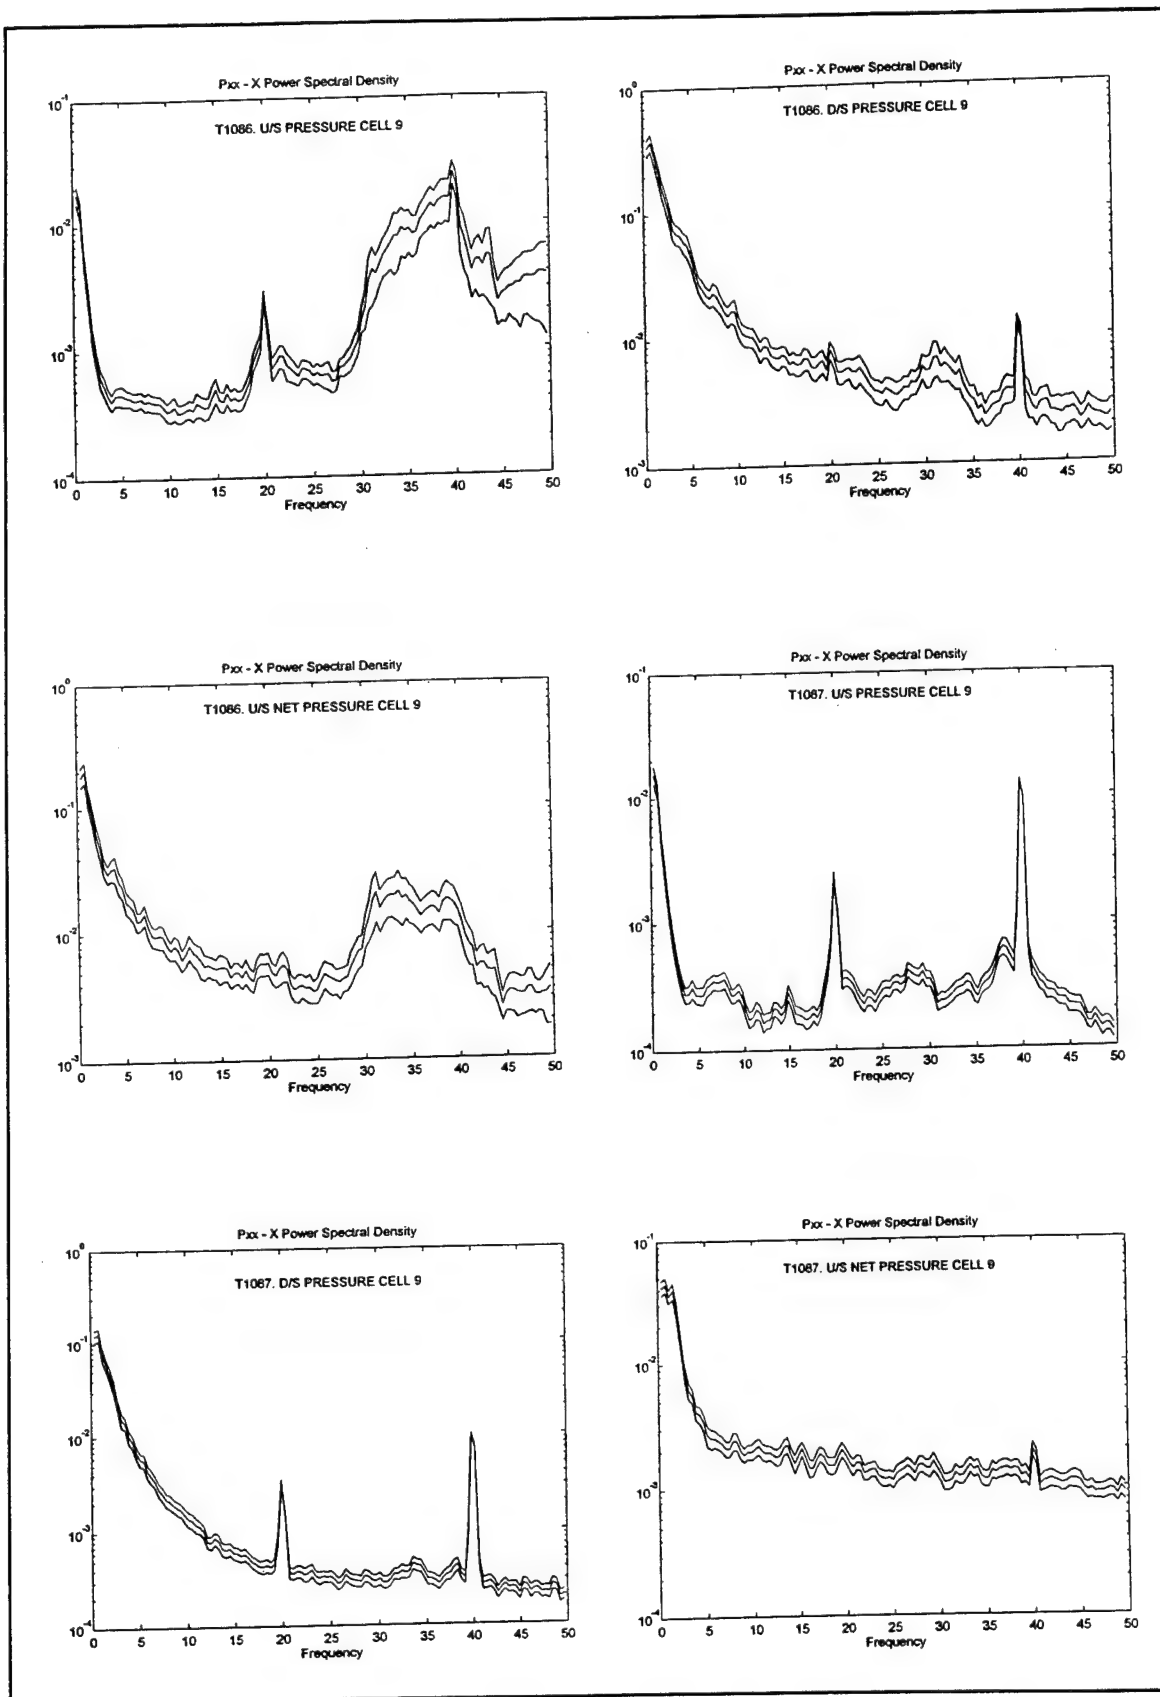 Pxx - X Power Spectral Density
T1086. U/S PRESSURE CELL 9
10^-1
10^-2
10^-3
10^-4
0 5 10 15 20 25 30 35 40 45 50
Frequency
Pxx - X Power Spectral Density
T1086. D/S PRESSURE CELL 9
10^0
10^-1
10^-2
10^-3
0 5 10 15 20 25 30 35 40 45 50
Frequency
Pxx - X Power Spectral Density
T1086. U/S NET PRESSURE CELL 9
10^0
10^-1
10^-2
10^-3
0 5 10 15 20 25 30 35 40 45 50
Frequency
Pxx - X Power Spectral Density
T1087. U/S PRESSURE CELL 9
10^-1
10^-2
10^-3
10^-4
0 5 10 15 20 25 30 35 40 45 50
Frequency
Pxx - X Power Spectral Density
T1087. D/S PRESSURE CELL 9
10^0
10^-1
10^-2
10^-3
10^-4
0 5 10 15 20 25 30 35 40 45 50
Frequency
Pxx - X Power Spectral Density
T1087. U/S NET PRESSURE CELL 9
10^-1
10^-2
10^-3
10^-4
0 5 10 15 20 25 30 35 40 45 50
Frequency